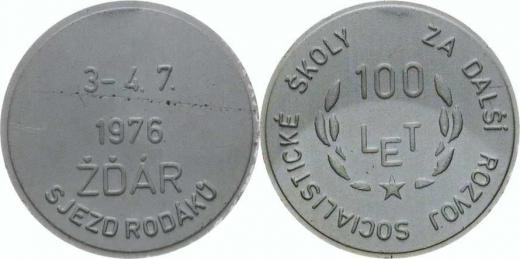 3-4. 7.
1976
ŽĎÁR
SJEZD RODÁKŮ
ZA DALŠÍ ROZVOJ SOCIALISTICKÉ ŠKOLY
100
LET